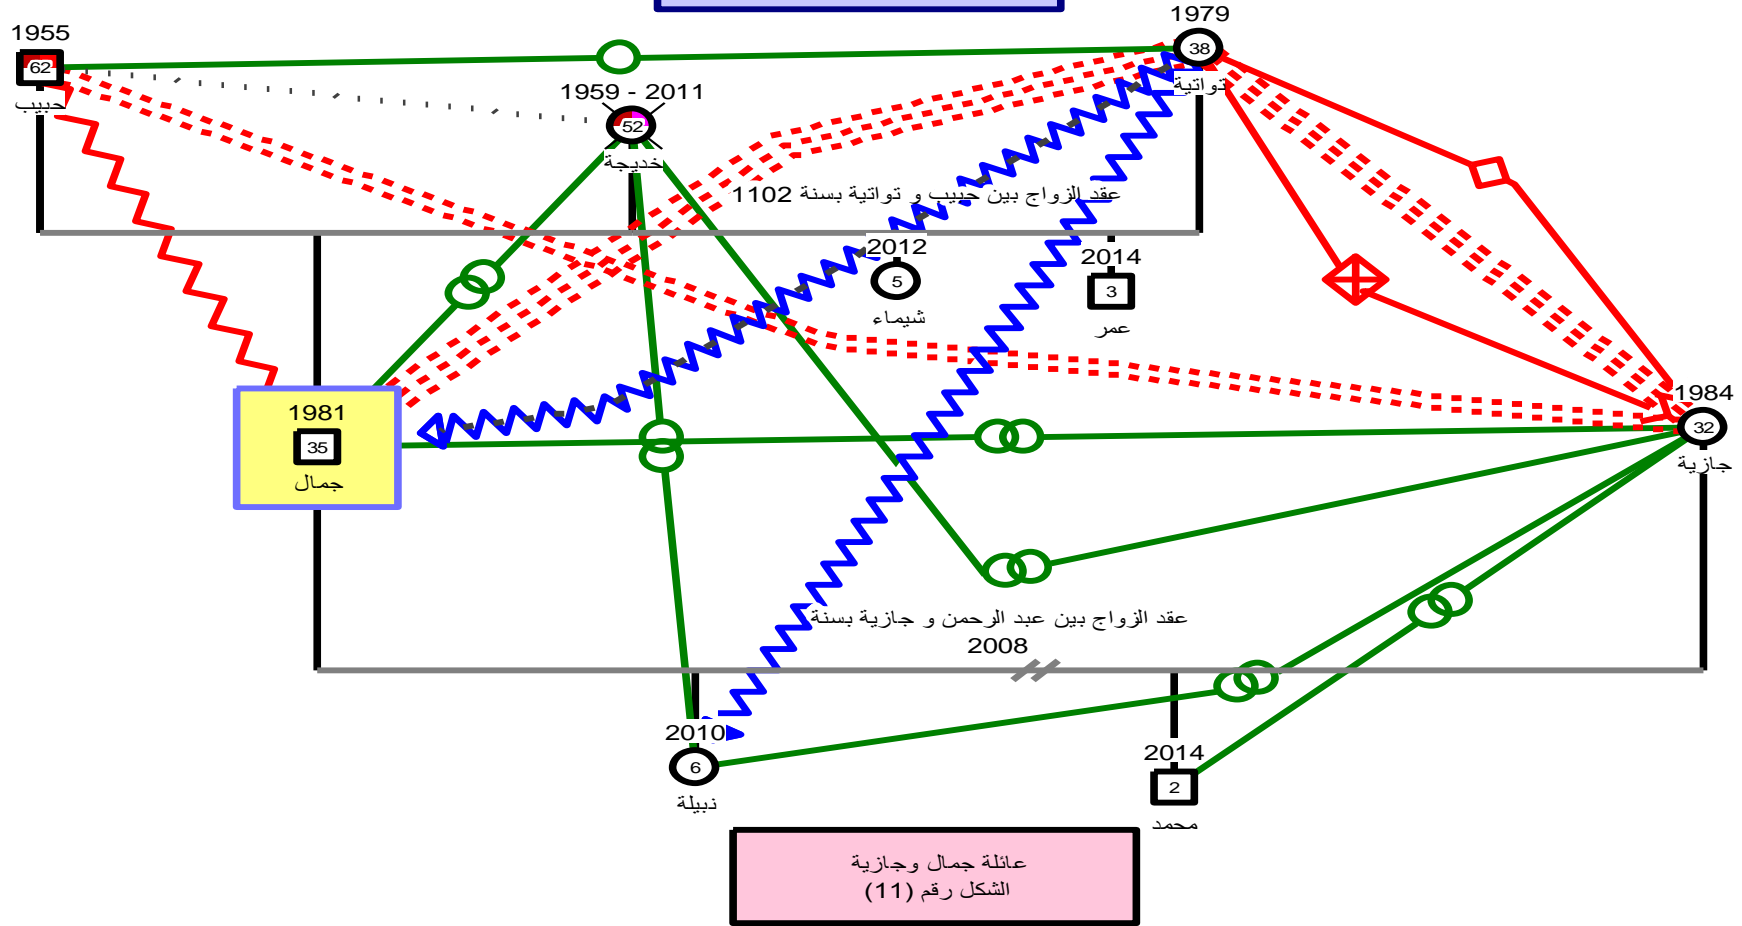 1979
1955
38
62
تواتية
حبيب
1959 - 2011
52
خديجة
عقد الزواج بين حبيب و تواتية بسنة 1102
2012
5
شيماء
2014
3
عمر
1981
35
جمال
1984
32
جازية
عقد الزواج بين عبد الرحمن و جازية بسنة
2008
2010
6
نبيلة
2014
2
محمد
عائلة جمال وجازية
الشكل رقم (11)